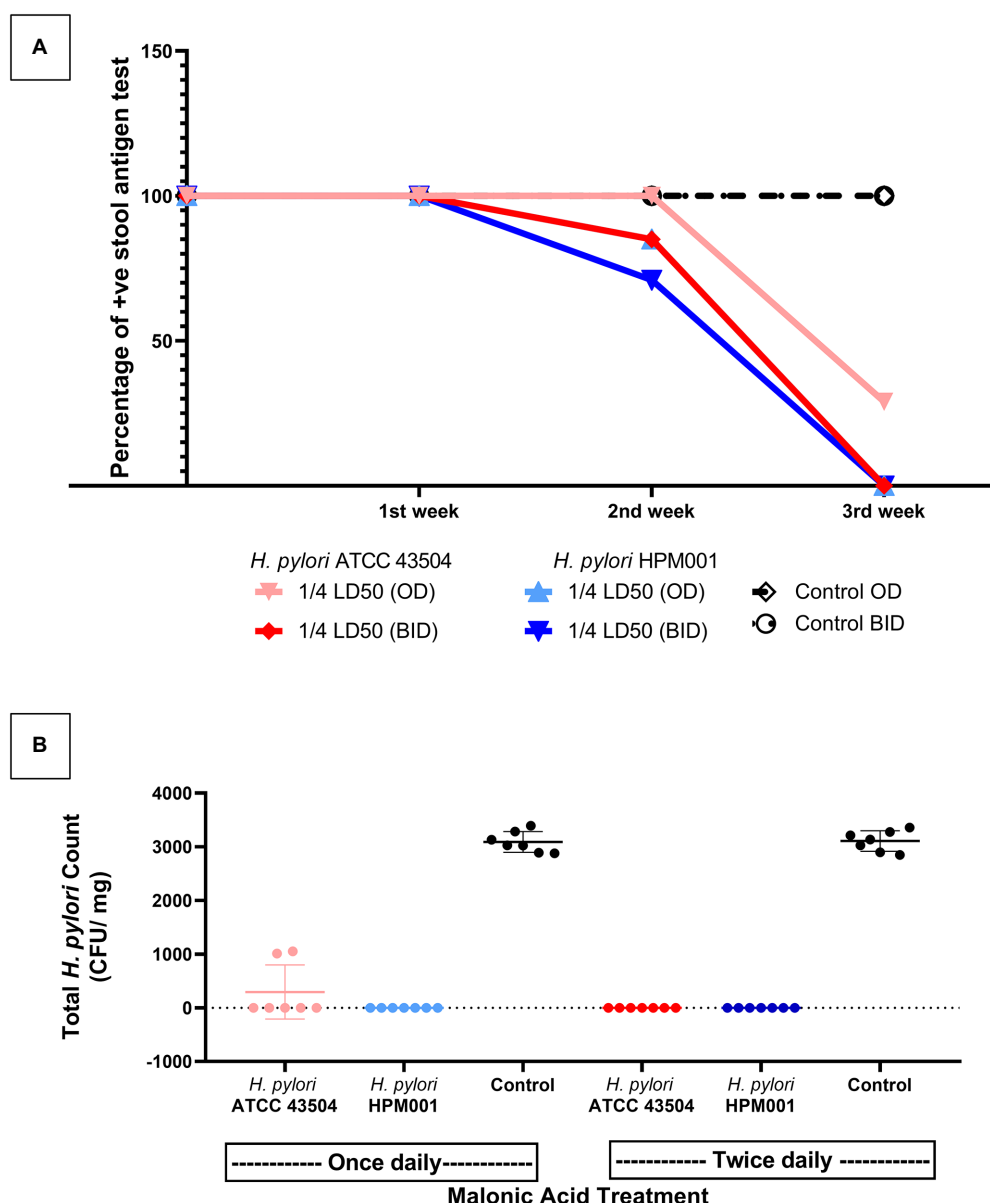 A
Percentage of +ve stool antigen test
150
100
50
1st week 2nd week 3rd week
H. pylori ATCC 43504 H. pylori HPM001
1/4 LD50 (OD) 1/4 LD50 (OD) Control OD
1/4 LD50 (BID) 1/4 LD50 (BID) Control BID
B
Total H. pylori Count
(CFU/ mg)
4000
3000
2000
1000
0
-1000
H. pylori H. pylori Control H. pylori H. pylori Control
ATCC 43504 HPM001 ATCC 43504 HPM001
Once daily Twice daily
Malonic Acid Treatment